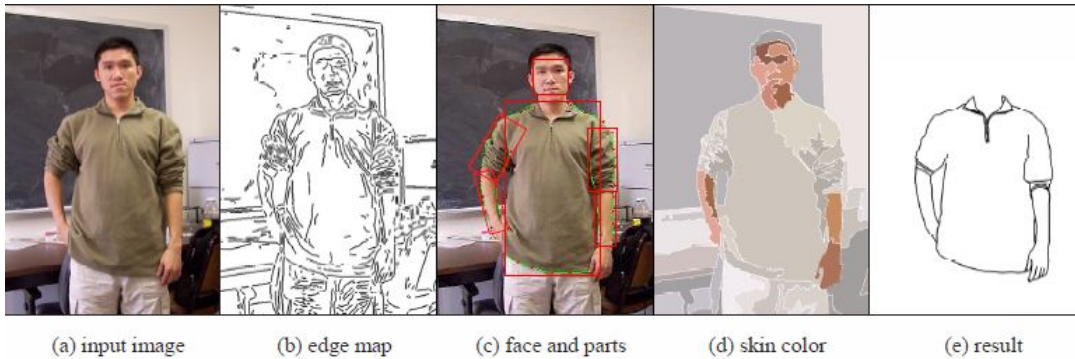 (a) input image (b) edge map (c) face and parts (d) skin color (e) result